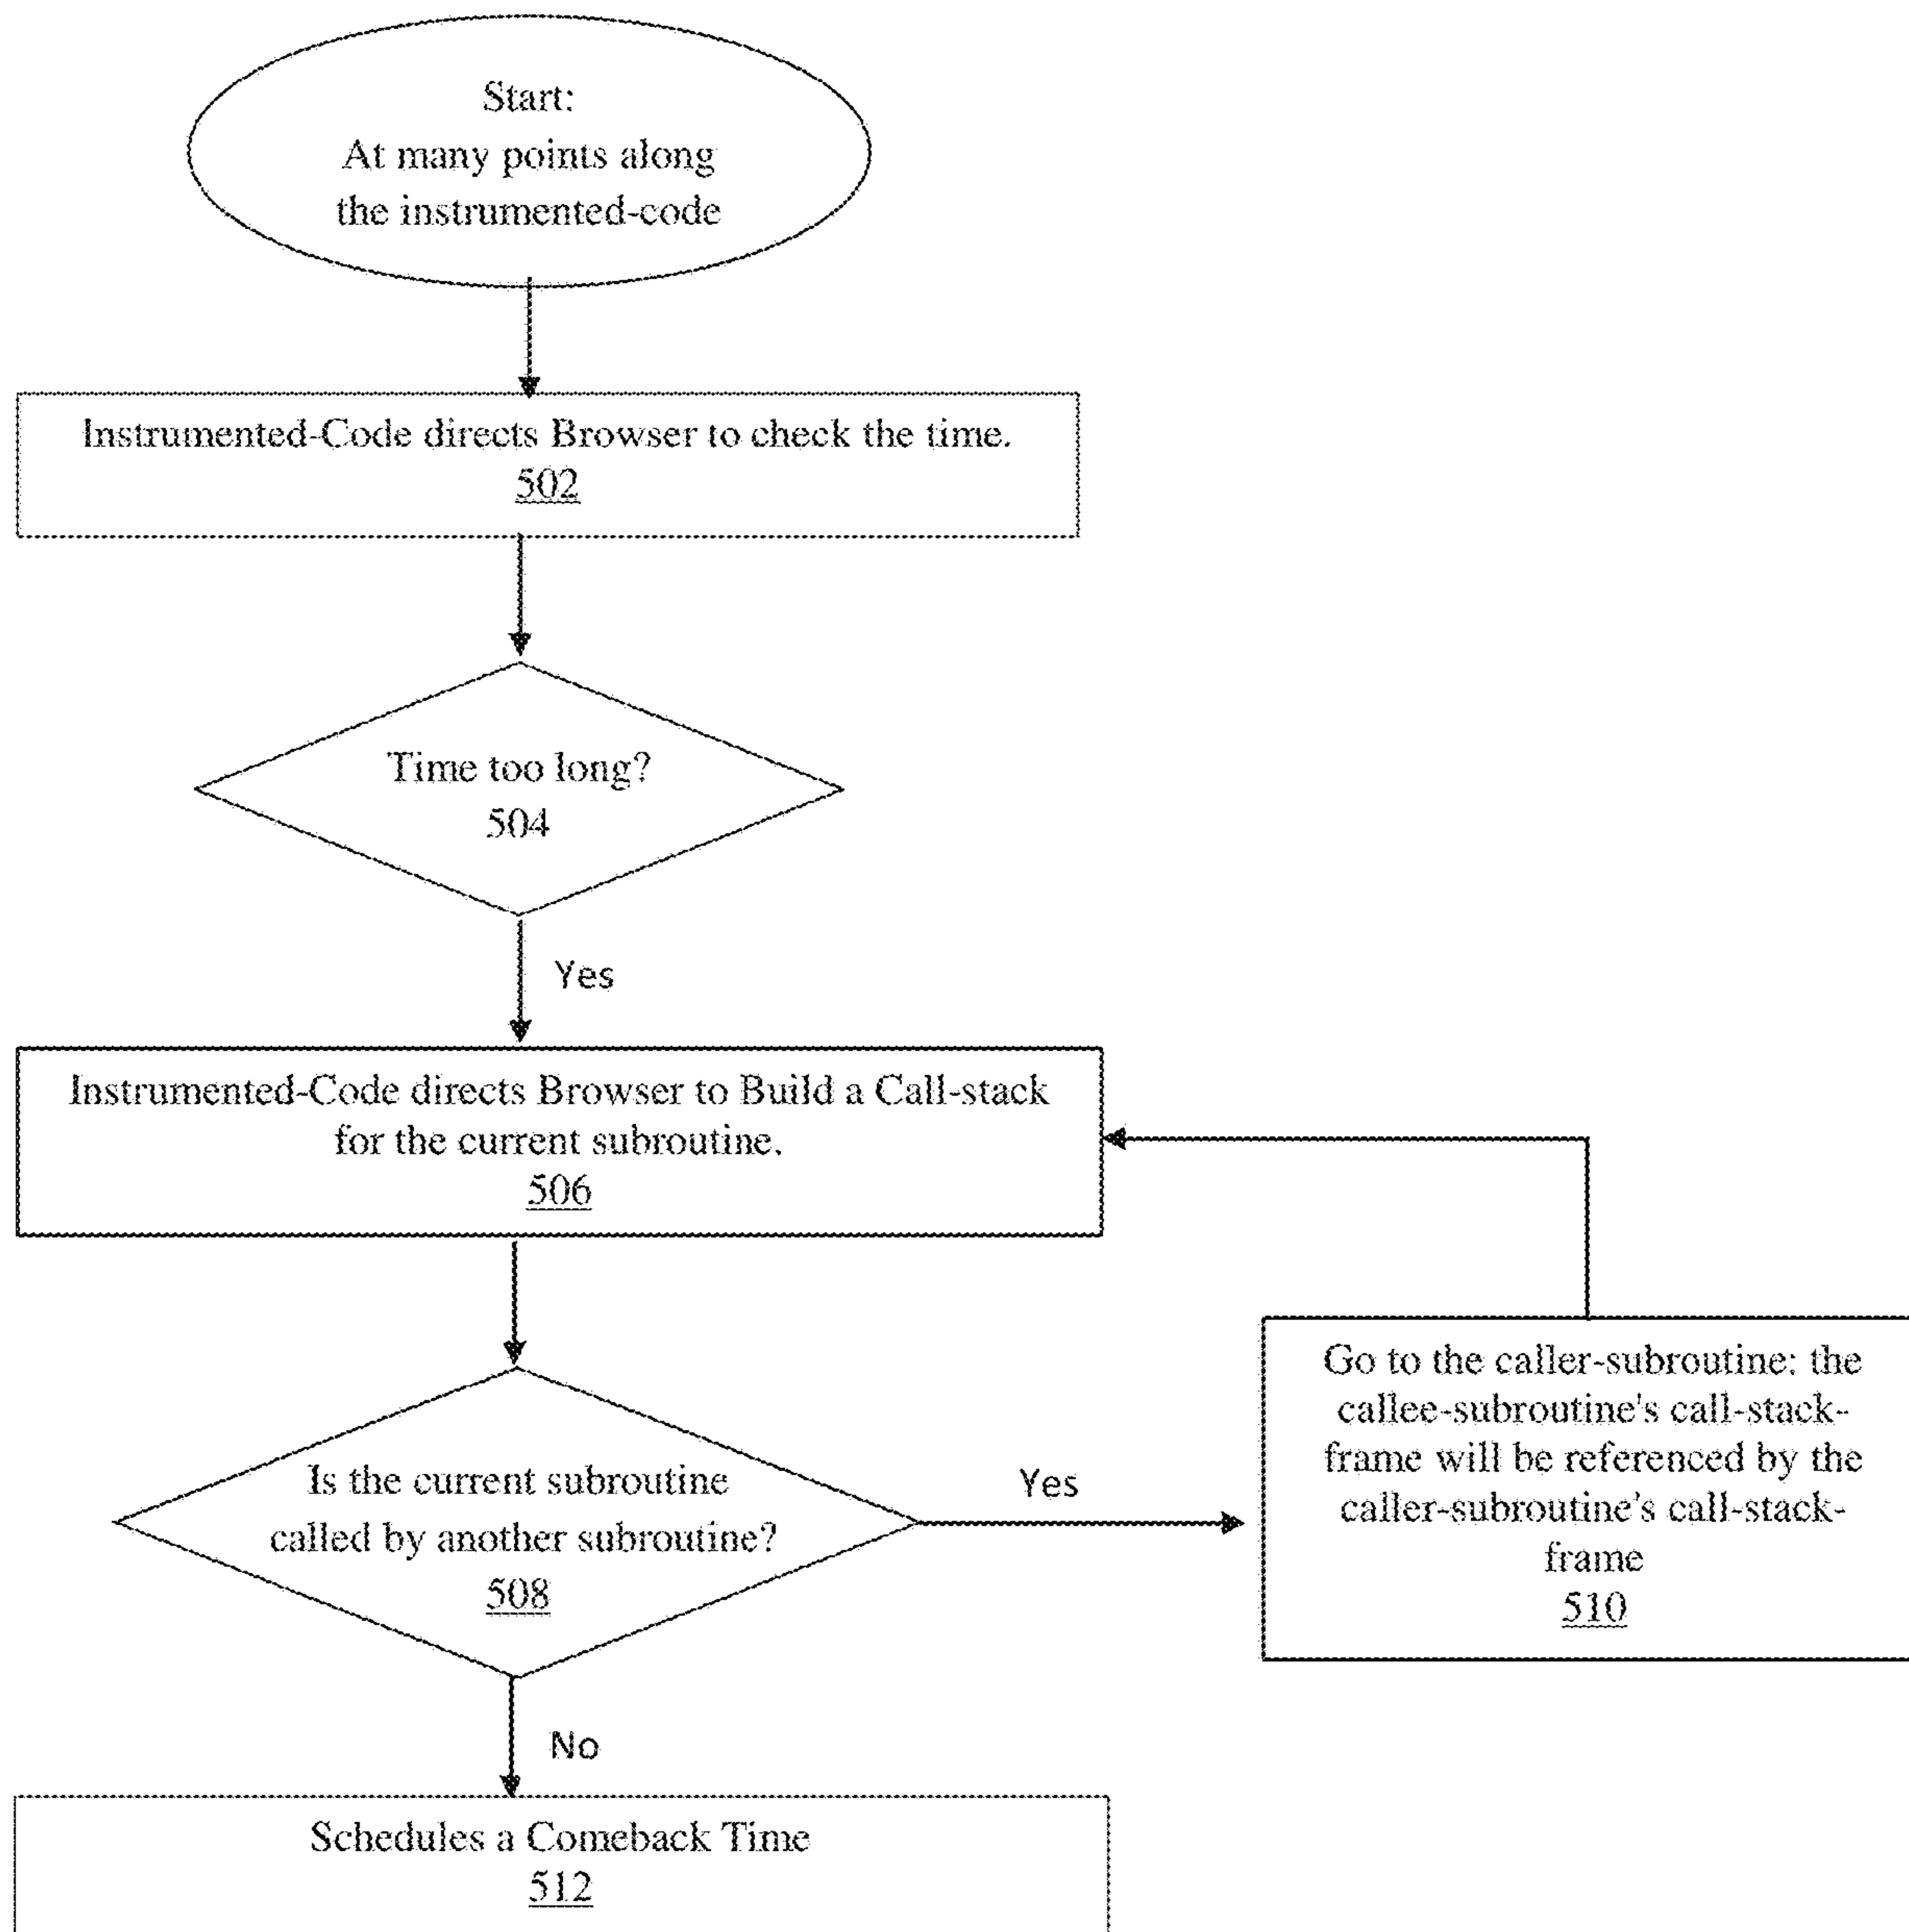 Start:
At many points along
the instrumented-code
Instrumented-Code directs Browser to check the time.
502
Time too long?
504
Yes
Instrumented-Code directs Browser to Build a Call-stack
for the current subroutine.
506
Is the current subroutine
called by another subroutine?
508
Yes
Go to the caller-subroutine: the
callee-subroutine's call-stack-
frame will be referenced by the
caller-subroutine's call-stack-
frame
510
No
Schedules a Comeback Time
512